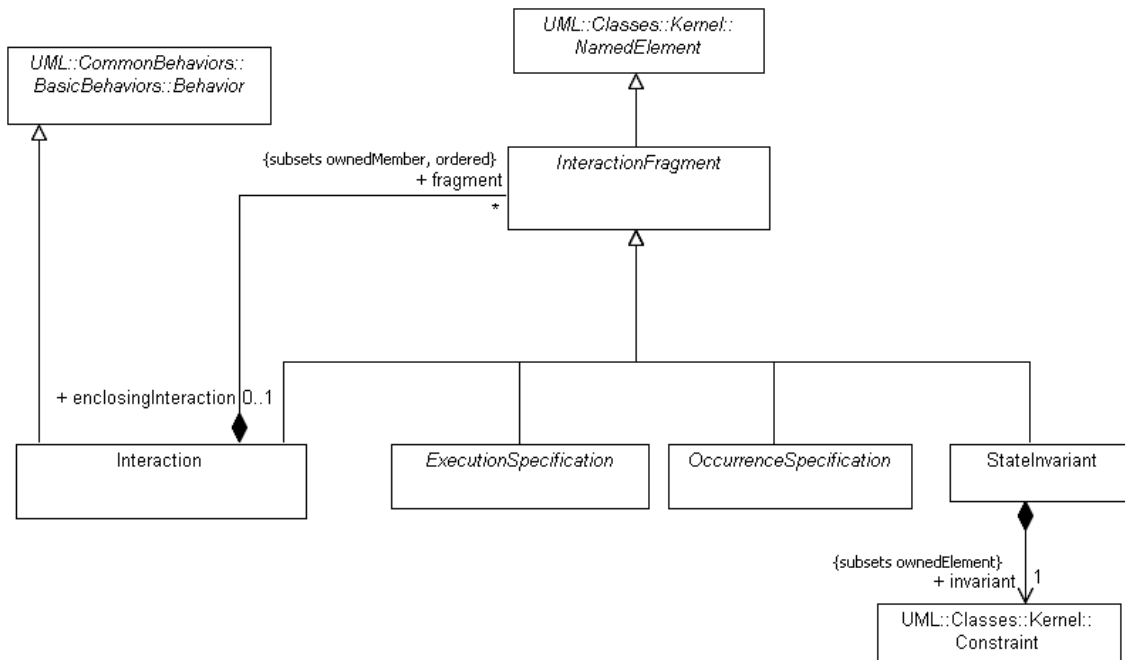 UML::Classes::Kernel::
NamedElement
UML::CommonBehaviors::
BasicBehaviors::Behavior
{subsets ownedMember, ordered}
+ fragment
*
InteractionFragment
+ enclosingInteraction 0..1
Interaction
ExecutionSpecification
OccurrenceSpecification
StateInvariant
{subsets ownedElement}
+ invariant 1
UML::Classes::Kernel::
Constraint